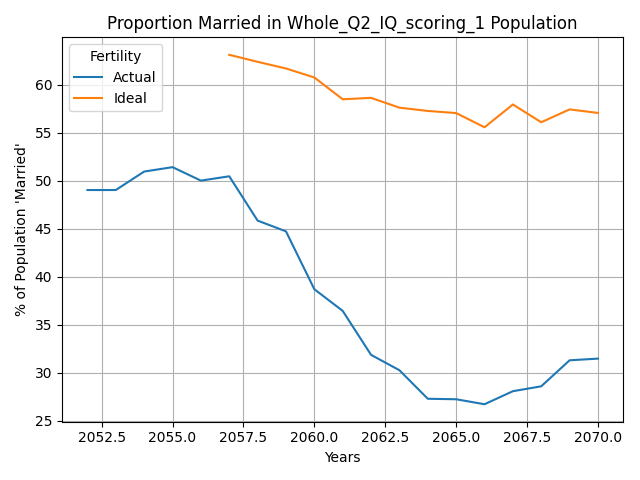 Proportion Married in Whole_Q2_IQ_scoring_1 Population
Fertility
Actual
Ideal
% of Population 'Married'
60
55
50
45
40
35
30
25
2052.5
2055.0
2057.5
2060.0
2062.5
2065.0
2067.5
2070.0
Years